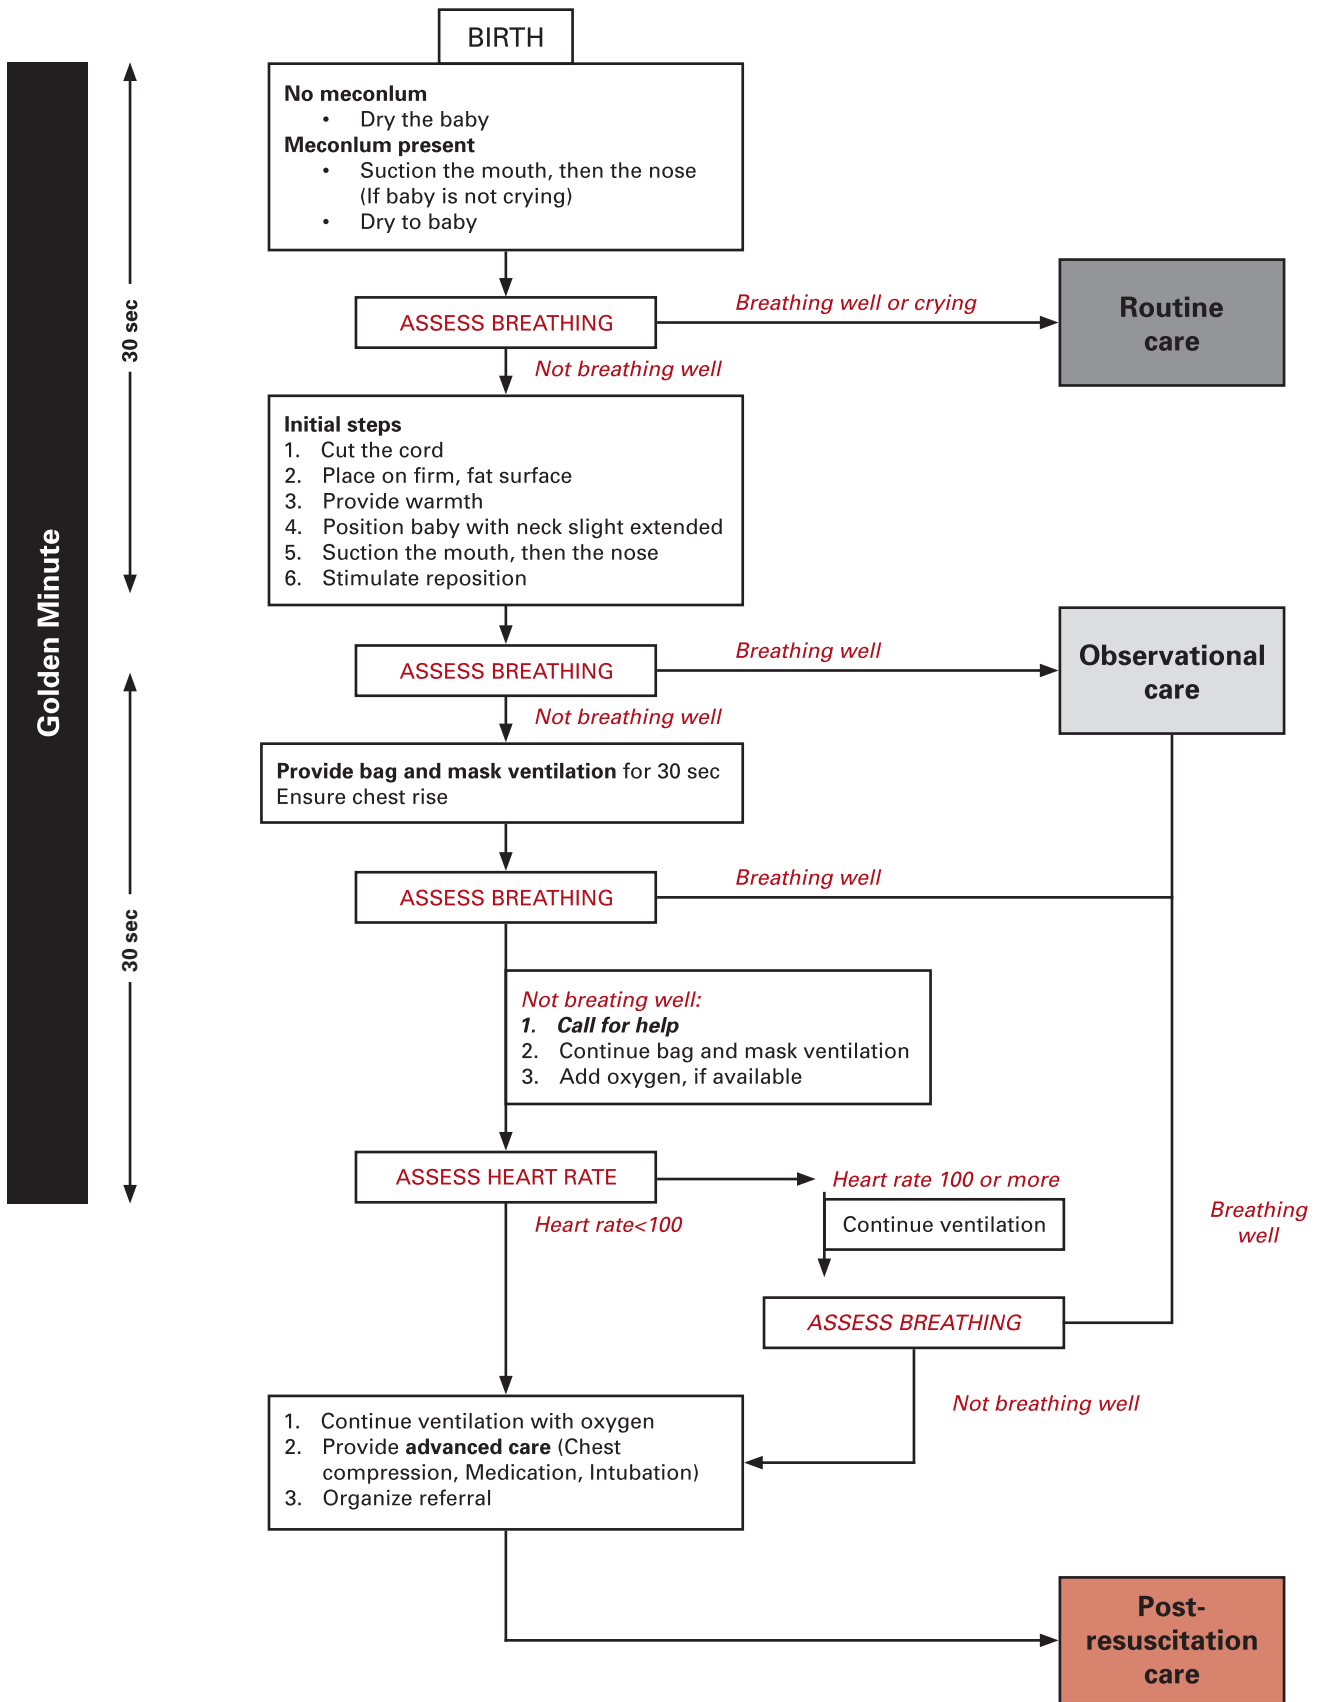 BIRTH
No meconlum
• Dry the baby
Meconlum present
• Suction the mouth, then the nose
(If baby is not crying)
• Dry to baby
ASSESS BREATHING
Breathing well or crying
Routine
care
Not breathing well
30 sec
Initial steps
1. Cut the cord
2. Place on firm, fat surface
3. Provide warmth
4. Position baby with neck slight extended
5. Suction the mouth, then the nose
6. Stimulate reposition
Golden Minute
ASSESS BREATHING
Breathing well
Observational
care
Not breathing well
Provide bag and mask ventilation for 30 sec
Ensure chest rise
ASSESS BREATHING
Breathing well
30 sec
Not breating well:
1. Call for help
2. Continue bag and mask ventilation
3. Add oxygen, if available
ASSESS HEART RATE
Heart rate 100 or more
Heart rate<100
Continue ventilation
Breathing
well
ASSESS BREATHING
Not breathing well
1. Continue ventilation with oxygen
2. Provide advanced care (Chest
compression, Medication, Intubation)
3. Organize referral
Post-
resuscitation
care